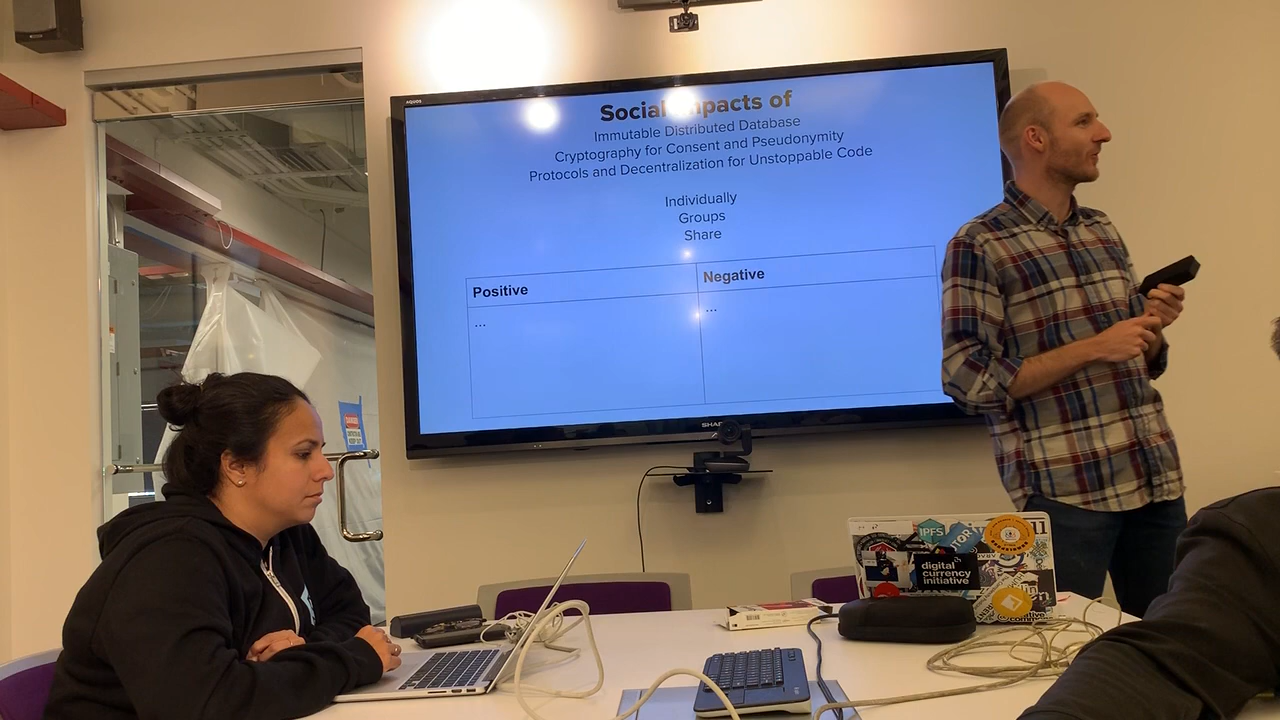 AQUOS
Social Impacts of
Immutable Distributed Database
Cryptography for Consent and Pseudonymity
Protocols and Decentralization for Unstoppable Code
Individually
Groups
Share
Positive
Negative
...
...
SHARP
IPFS
TOR
digital
currency
initiative